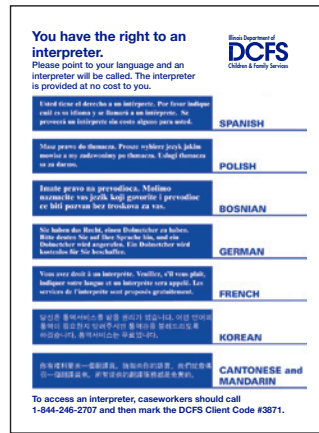 You have the right to an
interpreter.
Please point to your language and an
interpreter will be called. The interpreter
is provided at no cost to you.
Illinois Department of
DCFS
Children & Family Services
Usted tiene el derecho a un intérprete. Por favor indique
cuál es su idioma y se llamará a un intérprete. Se
proveerá un intérprete sin costo alguno para usted.
SPANISH
Masz prawo do tłumacza. Proszę wybierz język jakim
mówisz a my zadzwonimy po tłumacza. Usługi tłumacza
są za darmo.
POLISH
Imate pravo na prevodioca. Molimo
naznacite vas jezik koji govorite i prevodioc
ce biti pozvan bez troskova za vas.
BOSNIAN
Sie haben das Recht, einen Dolmetcher zu haben.
Bitte deuten Sie auf Ihre Sprache hin, und ein
Dolmetcher wird angerufen. Ein Dolmetcher wird
kostenlos für Sie beschaffen.
GERMAN
Vous avez droit à un interprète. Veuillez, s'il vous plaît,
indiquer votre langue et un interprète sera appelé. Les
services de l'interprète sont proposés gratuitement.
FRENCH
KOREAN
CANTONESE and
MANDARIN
To access an interpreter, caseworkers should call
1-844-246-2707 and then mark the DCFS Client Code #3871.